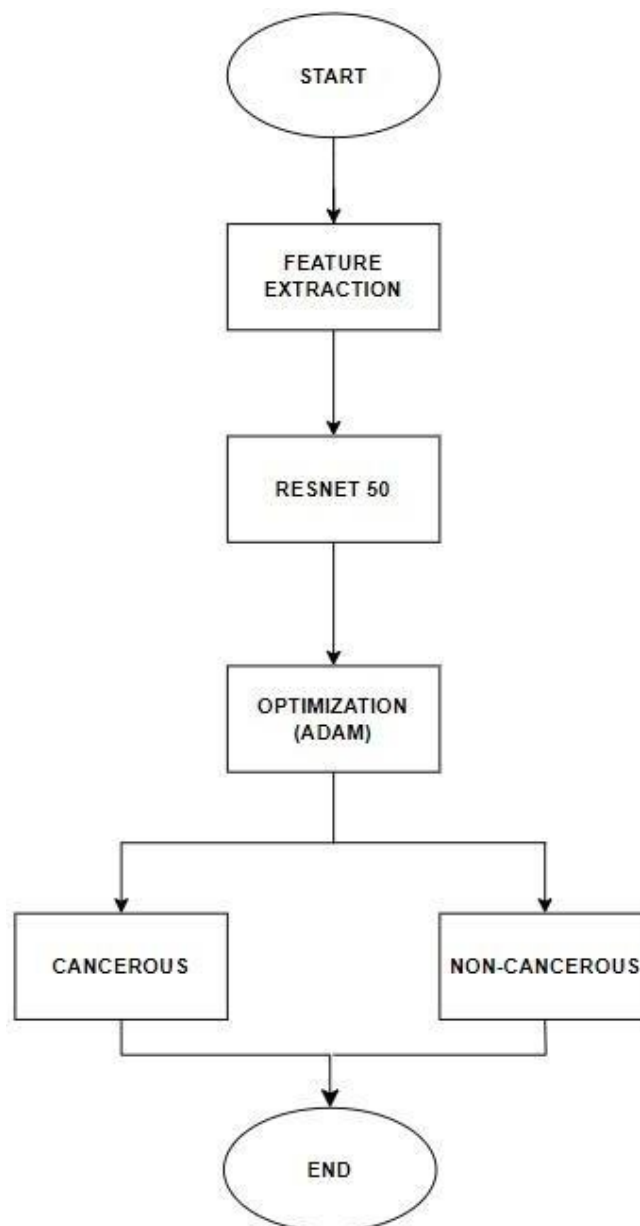 START
FEATURE
EXTRACTION
RESNET 50
OPTIMIZATION
(ADAM)
CANCEROUS
NON-CANCEROUS
END